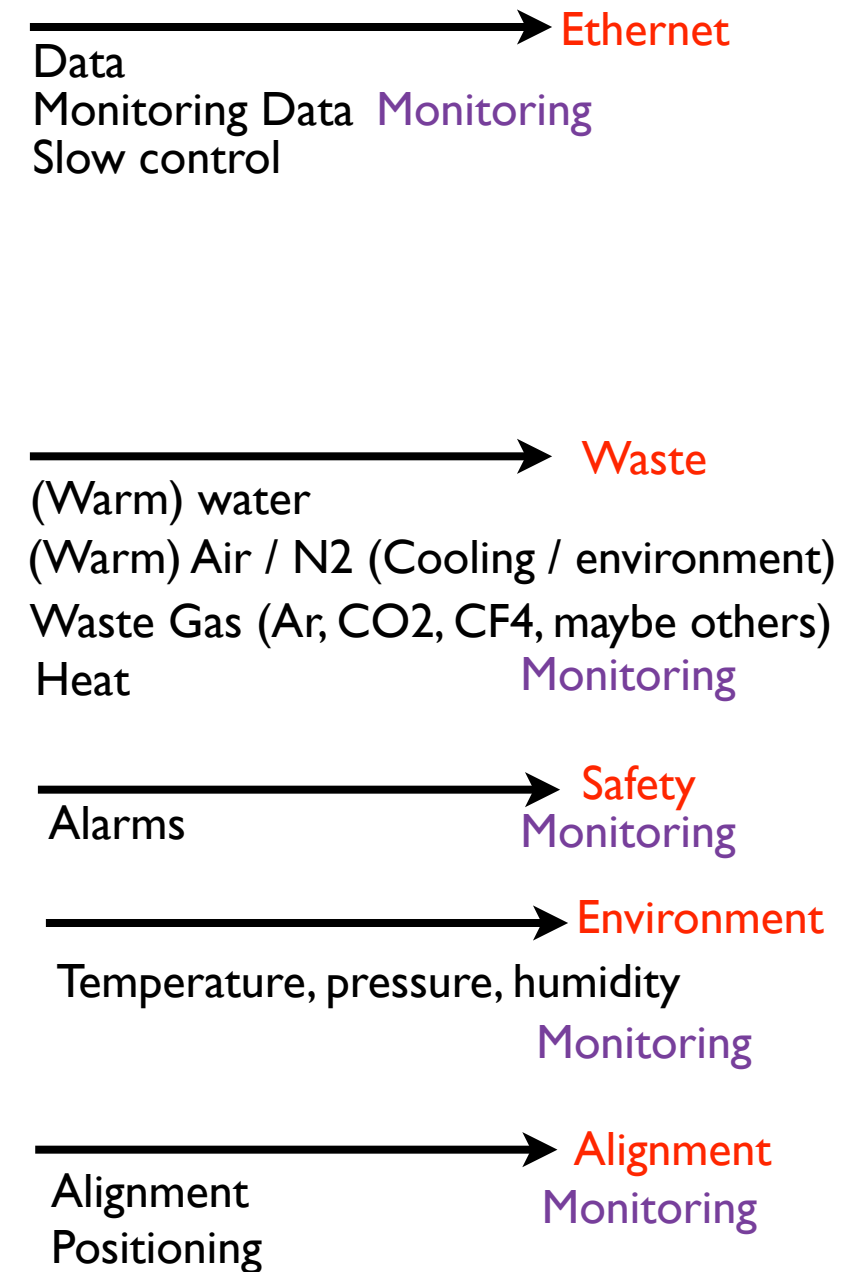 Ethernet
Data
Monitoring Data Monitoring
Slow control
Waste
(Warm) water
(Warm) Air / N2 (Cooling / environment)
Waste Gas (Ar, CO2, CF4, maybe others)
Heat Monitoring
Safety
Alarms Monitoring
Environment
Temperature, pressure, humidity
Monitoring
Alignment
Alignment Monitoring
Positioning